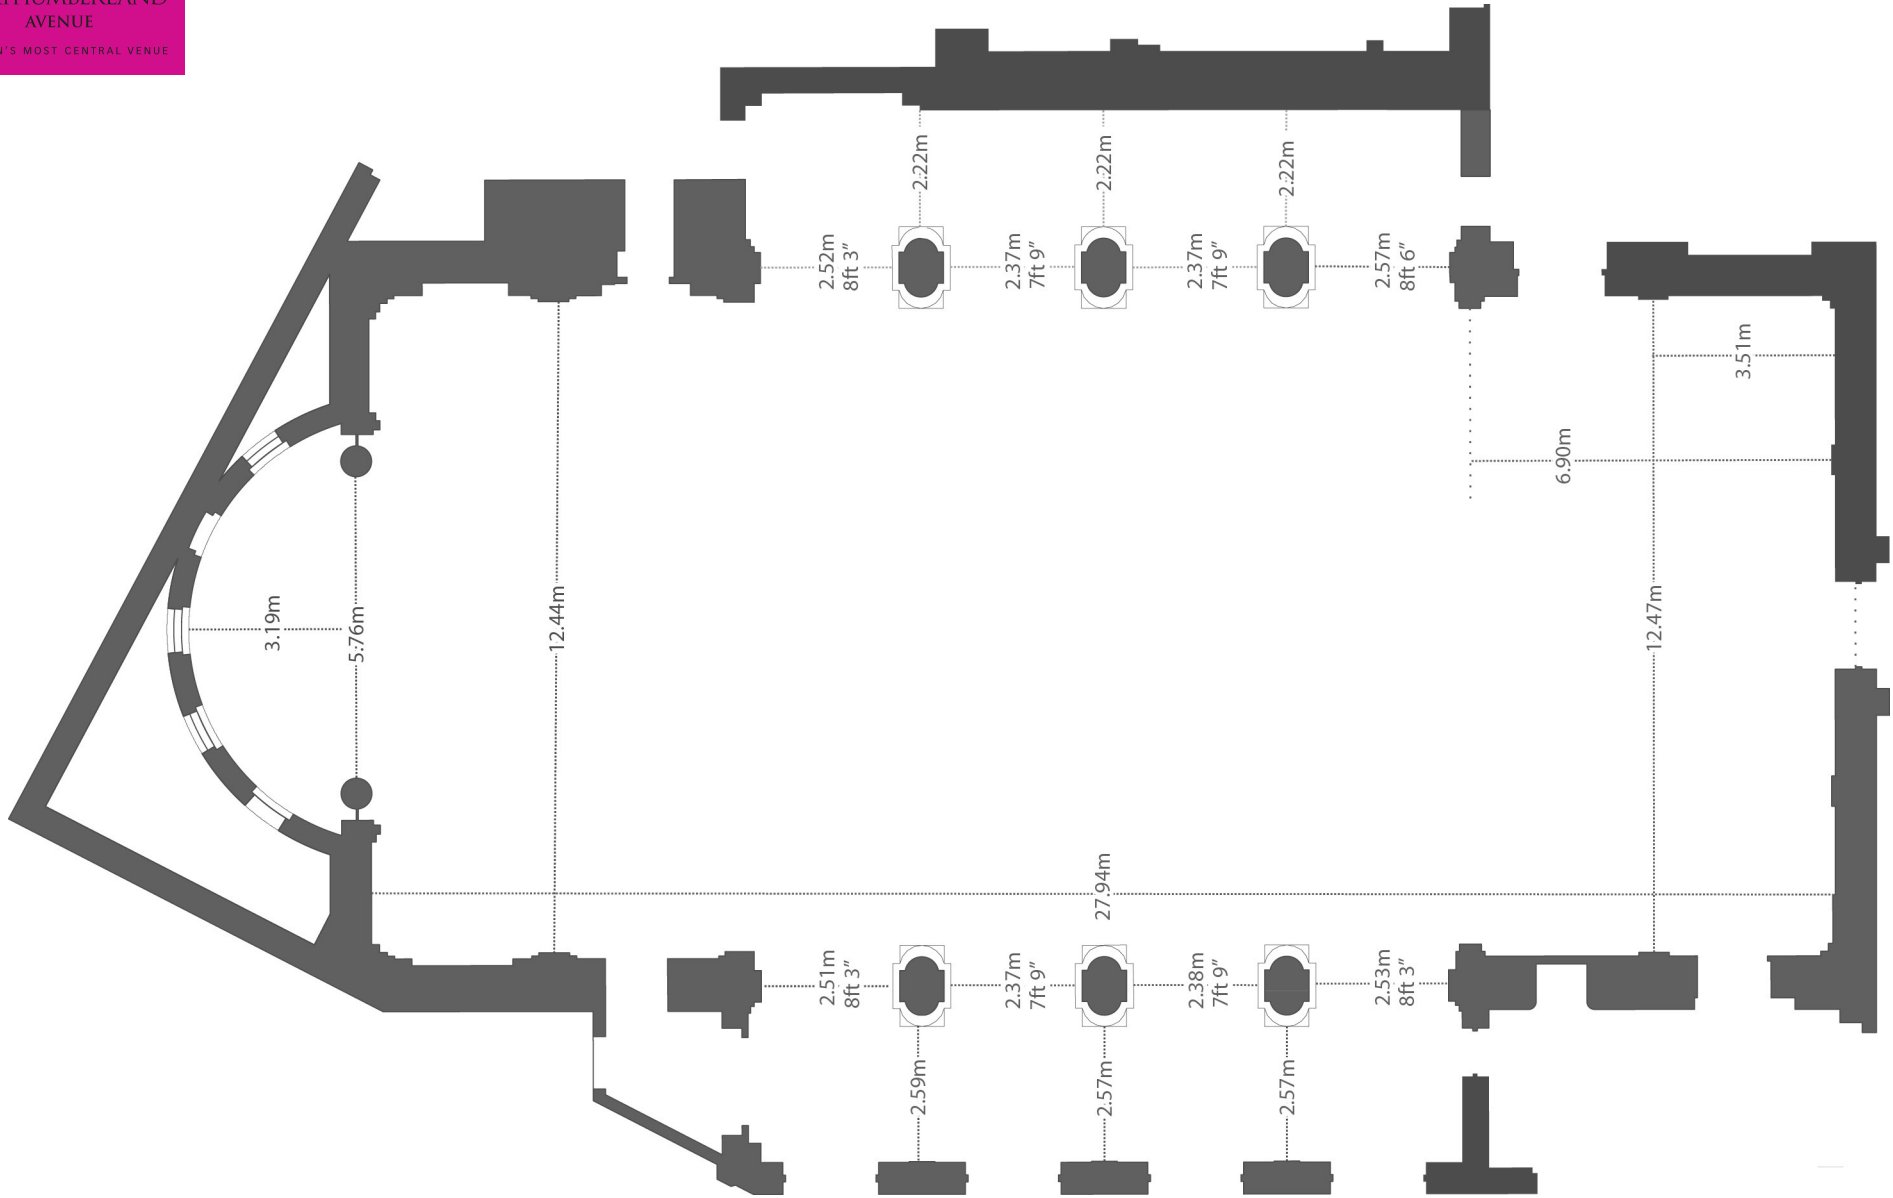 AVENUE
MOST CENTRAL VENUE
2.22m
2.22m
2.22m
2.52m
8ft 3”
2.37m
7ft 9”
2.37m
7ft 9”
2.57m
8ft 6”
3.51m
6.90m
3.19m
5.76m
12.44m
12.47m
27.94m
2.51m
8ft 3”
2.37m
7ft 9”
2.38m
7ft 9”
2.53m
8ft 3”
2.59m
2.57m
2.57m